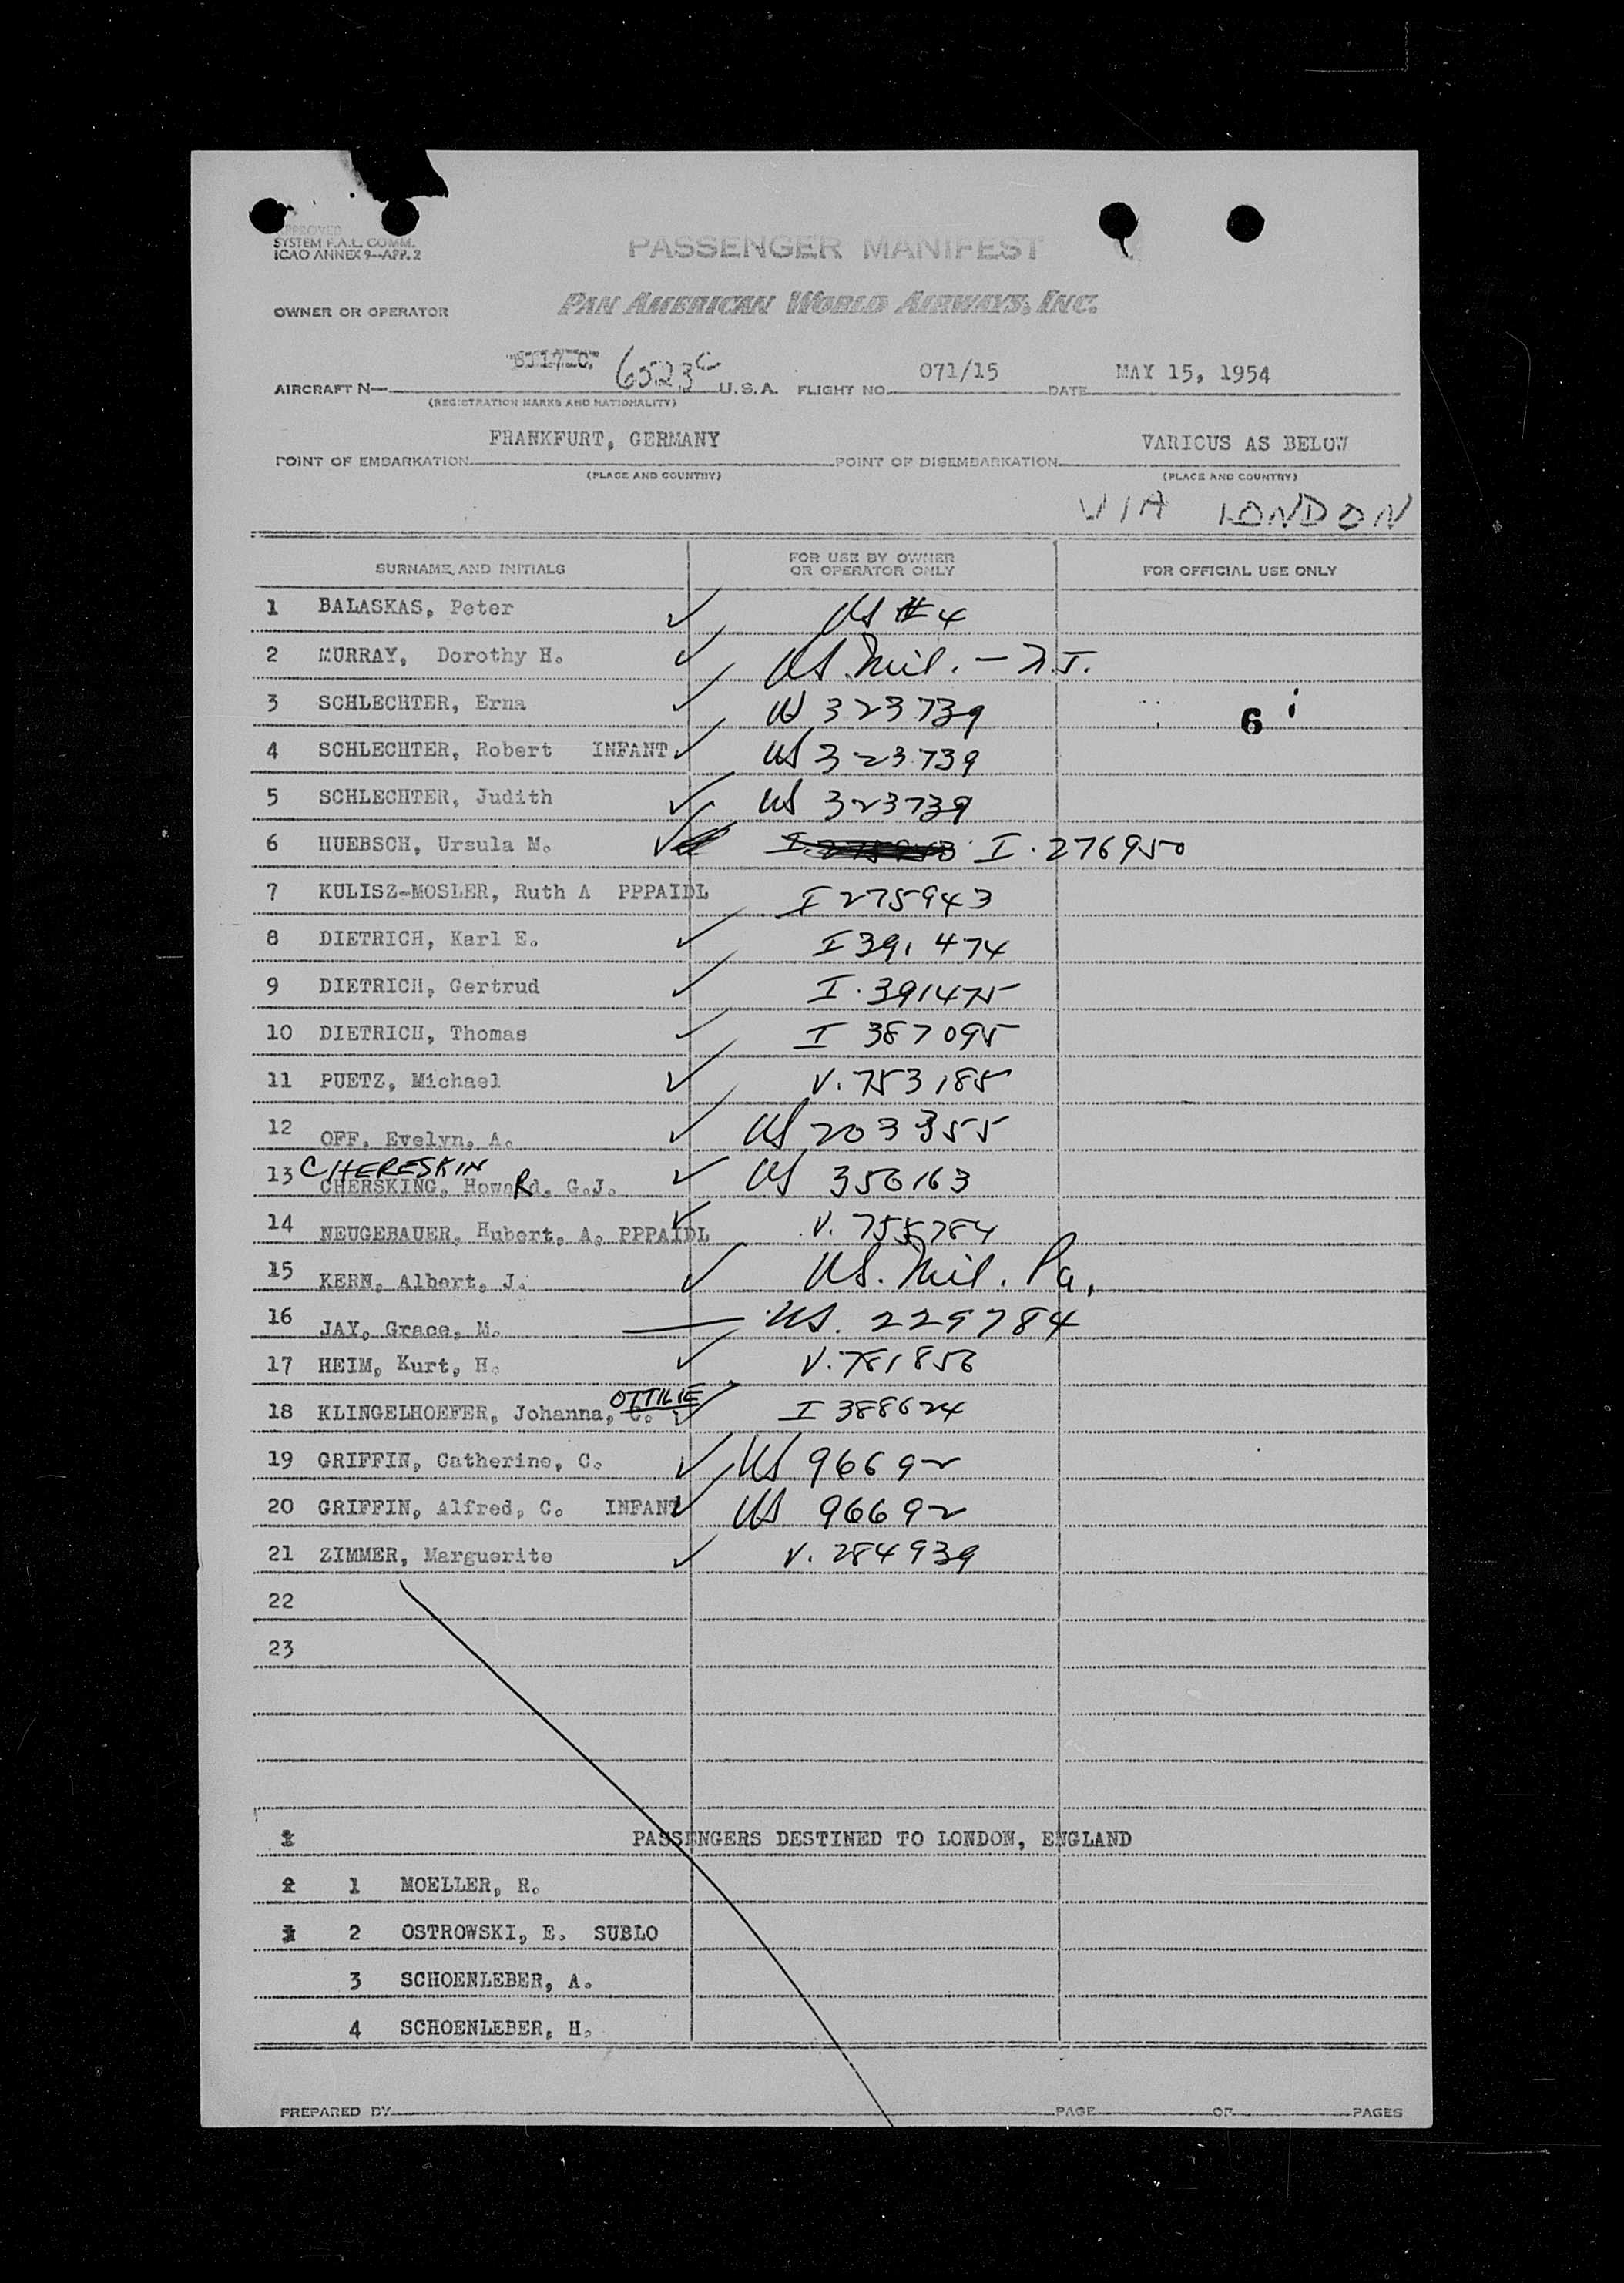 APPROVED
SYSTEM F.A.L. COMM.
ICAO ANNEX 9—APP. 2
PASSENGER MANIFEST
OWNER OR OPERATOR PAN AMERICAN WORLD AIRWAYS, INC.
AIRCRAFT N— 6523C U.S.A. FLIGHT NO. 071/15 DATE MAY 15, 1954
(REGISTRATION MARKS AND NATIONALITY)
POINT OF EMBARKATION FRANKFURT, GERMANY POINT OF DISEMBARKATION VARIOUS AS BELOW
(PLACE AND COUNTRY) (PLACE AND COUNTRY)
VIA LONDON
SURNAME AND INITIALS FOR USE BY OWNER OR OPERATOR ONLY FOR OFFICIAL USE ONLY
1 BALASKAS, Peter ✓ US #4
2 MURRAY, Dorothy H. ✓ US. Mil. — N.J.
3 SCHLECHTER, Erna ✓ US 323739 6
4 SCHLECHTER, Robert INFANT ✓ US 323739
5 SCHLECHTER, Judith ✓ US 323739
6 HUEBSCH, Ursula M. ✓ I. 276950
7 KULISZ-MOSLER, Ruth A PPPAIDL I 275943
8 DIETRICH, Karl E. ✓ I 391474
9 DIETRICH, Gertrud ✓ I. 391475
10 DIETRICH, Thomas ✓ I 387095
11 PUETZ, Michael ✓ V. 753185
12 OFF, Evelyn, A. ✓ US 203355
13 CHERESKIN
CHERSKING, HowaRd, G.J. ✓ US 350163
14 NEUGEBAUER, Hubert, A. PPPAIDL ✓ V. 755784
15 KERN, Albert, J. ✓ US. Mil. Pa.
16 JAY, Grace, M. — US. 229784
17 HEIM, Kurt, H. ✓ V. 781856
18 KLINGELHOEFER, Johanna, C. OTTILIE ✓ I 388624
19 GRIFFIN, Catherine, C. ✓ US 96692
20 GRIFFIN, Alfred, C. INFANT ✓ US 96692
21 ZIMMER, Marguerite ✓ V. 284939
22
23
1 PASSENGERS DESTINED TO LONDON, ENGLAND
2 1 MOELLER, R.
3 2 OSTROWSKI, E. SUBLO
3 SCHOENLEBER, A.
4 SCHOENLEBER, H.
PREPARED BY PAGE OF PAGES